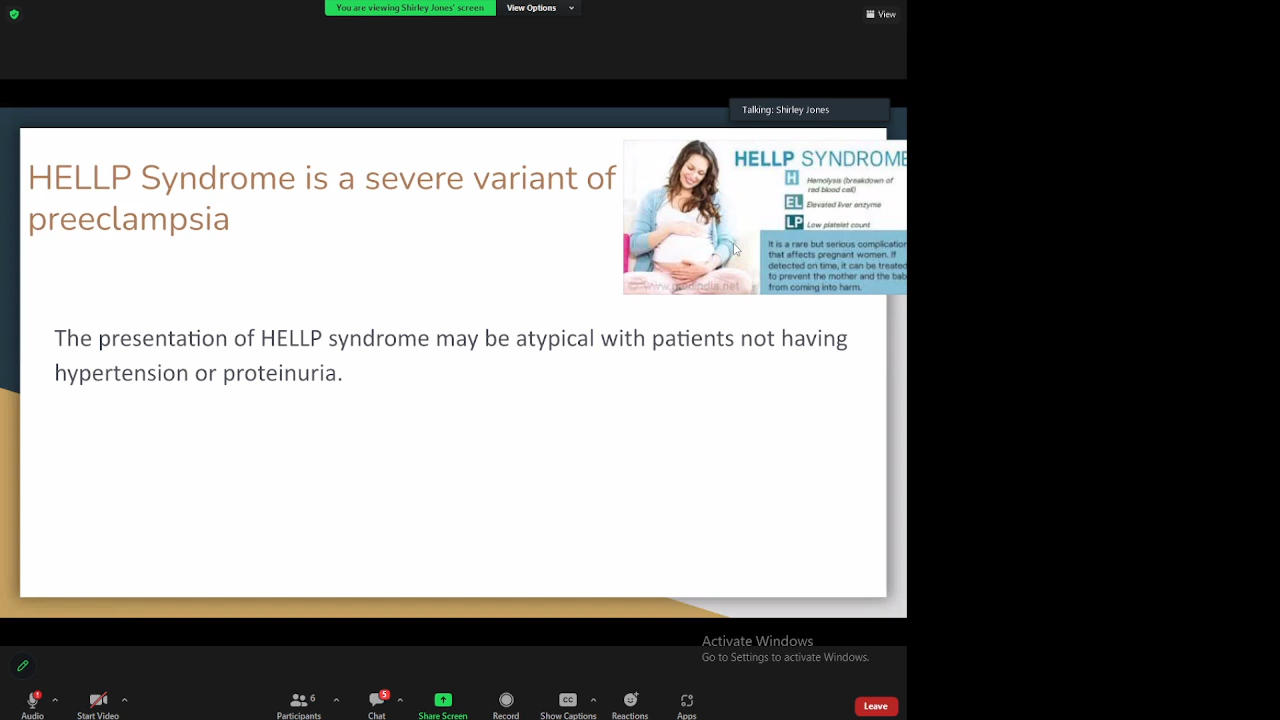 You are viewing Shirley Jones' screen
View Options
View
Talking: Shirley Jones
HELLP Syndrome is a severe variant of
preeclampsia
HELLP SYNDROME
H
Hemolysis (breakdown of
red blood cell)
EL
Elevated liver enzyme
LP
Low platelet count
It is a rare but serious complication
that affects pregnant women. If
detected on time, it can be treated
to prevent the mother and the bab
from coming into harm.
© www.medindia.net
The presentation of HELLP syndrome may be atypical with patients not having
hypertension or proteinuria.
Activate Windows
Go to Settings to activate Windows.
6
5
CC
Audio
Start Video
Participants
Chat
Share Screen
Record
Show Captions
Reactions
Apps
Leave